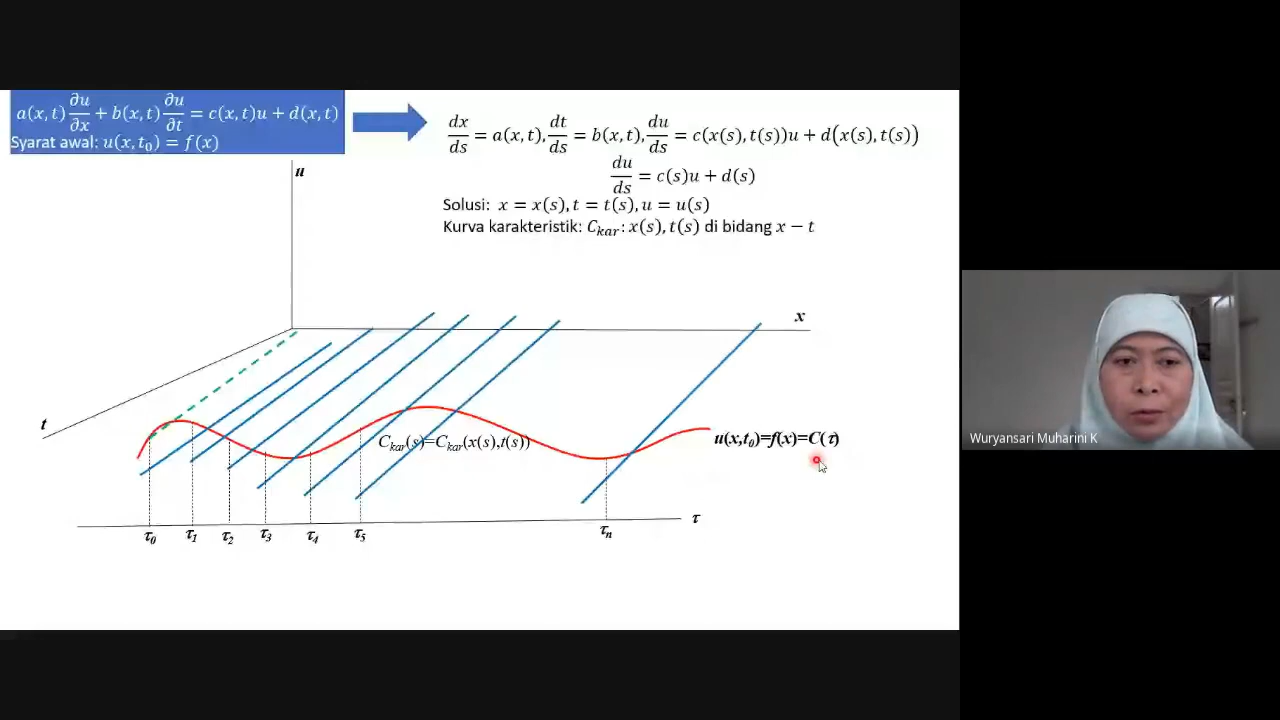 a(x,t) ∂u/∂x + b(x,t) ∂u/∂t = c(x,t)u + d(x,t)
Syarat awal: u(x,t₀) = f(x)
dx/ds = a(x,t), dt/ds = b(x,t), du/ds = c(x(s),t(s))u + d(x(s),t(s))
du/ds = c(s)u + d(s)
Solusi: x = x(s), t = t(s), u = u(s)
Kurva karakteristik: C_kar: x(s), t(s) di bidang x − t
u
x
t
C_kar(s)=C_kar(x(s),t(s))
u(x,t₀)=f(x)=C(τ)
τ
τ₀ τ₁ τ₂ τ₃ τ₄ τ₅ τₙ
Wuryansari Muharini K